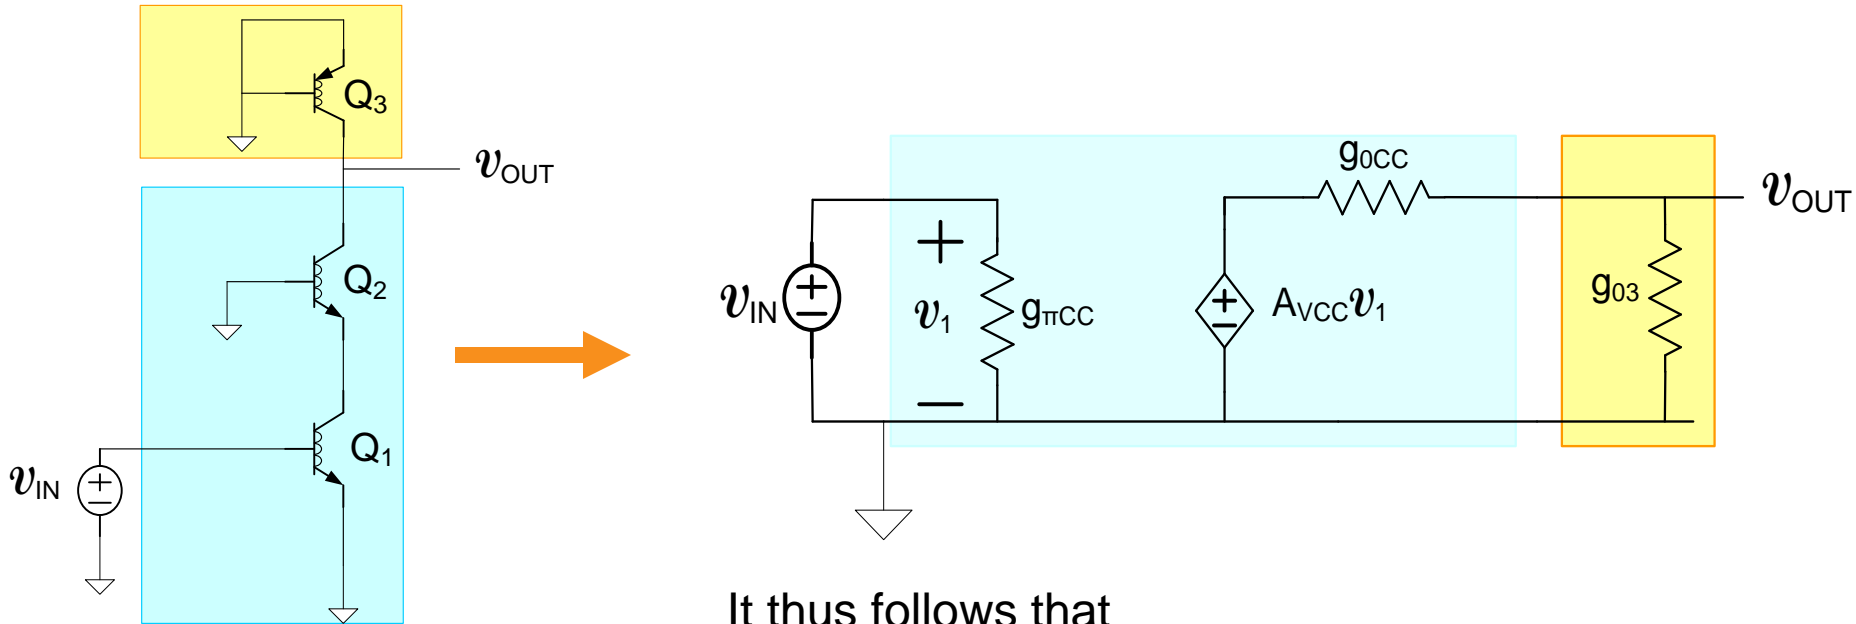 Q3
vOUT
Q2
Q1
vIN
vIN
+
v1
−
gπCC
AVCCv1
g0CC
g03
vOUT
It thus follows that